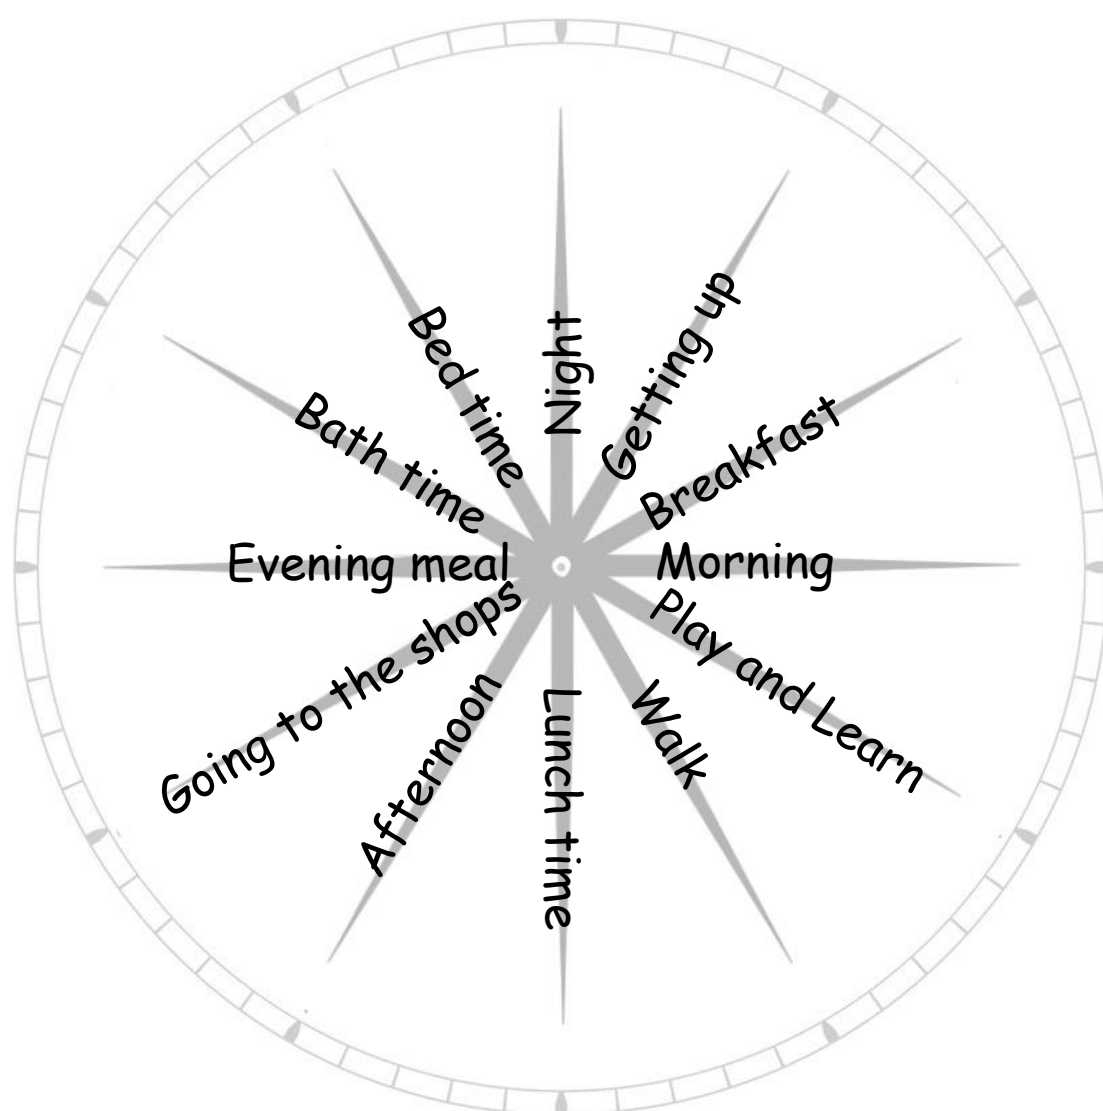 Night
Getting up
Breakfast
Morning
Play and Learn
Walk
Lunch time
Afternoon
Going to the shops
Evening meal
Bath time
Bed time